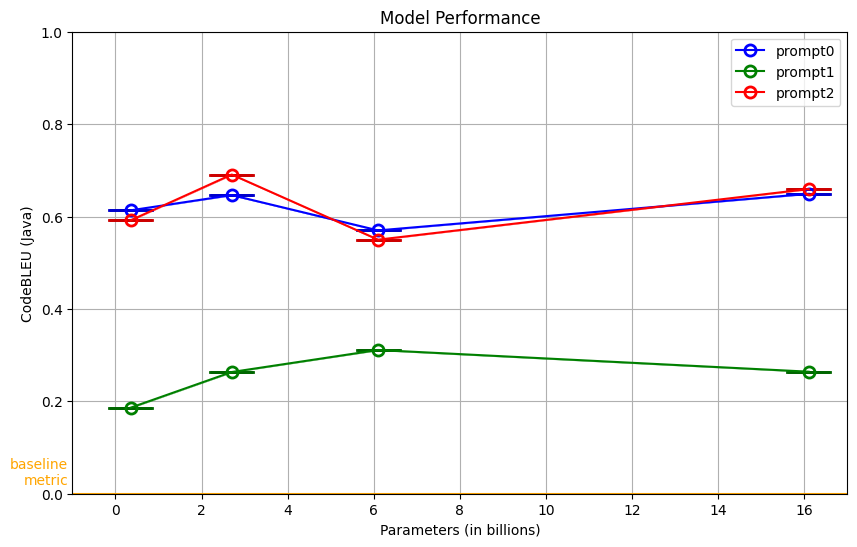 Model Performance
prompt0
prompt1
prompt2
CodeBLEU (Java)
1.0
0.8
0.6
0.4
0.2
0.0
baseline
metric
0 2 4 6 8 10 12 14 16
Parameters (in billions)